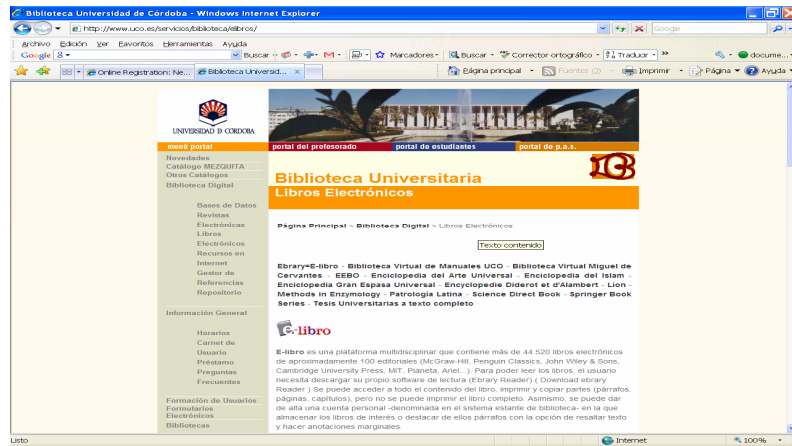 Biblioteca Universidad de Córdoba - Windows Internet Explorer
http://www.uco.es/servicios/biblioteca/elibros/
Google
Archivo Edición Ver Favoritos Herramientas Ayuda
Google Buscar Marcadores Buscar Corrector ortográfico Traducir docume...
Online Registration: Ne... Biblioteca Universid... Página principal Fuentes (2) Imprimir Página Ayuda
UNIVERSIDAD D CORDOBA
menú portal portal del profesorado portal de estudiantes portal de p.a.s.
Novedades
Catálogo MEZQUITA
Otros Catálogos
Biblioteca Digital
Bases de Datos
Revistas
Electrónicas
Libros
Electrónicos
Recursos en
Internet
Gestor de
Referencias
Repositorio
Información General
Horarios
Carnet de
Usuario
Préstamo
Preguntas
Frecuentes
Formación de Usuarios
Formularios
Electrónicos
Bibliotecas
Biblioteca Universitaria
Libros Electrónicos
Página Principal - Biblioteca Digital - Libros Electrónicos
Texto contenido
Ebrary=E-libro - Biblioteca Virtual de Manuales UCO - Biblioteca Virtual Miguel de
Cervantes - EEBO - Enciclopedia del Arte Universal - Enciclopedia del Islam -
Enciclopedia Gran Espasa Universal - Encyclopedie Diderot et d'Alambert - Lion -
Methods in Enzymology - Patrología Latina - Science Direct Book - Springer Book
Series - Tesis Universitarias a texto completo
e-libro
E-libro es una plataforma multidisciplinar que contiene más de 44.520 libros electrónicos
de aproximadamente 100 editoriales (McGraw-Hill, Penguin Classics, John Wiley & Sons,
Cambridge University Press, MIT, Planeta, Ariel...). Para poder leer los libros, el usuario
necesita descargar su propio software de lectura (Ebrary Reader) ( Download ebrary
Reader ) Se puede acceder a todo el contenido del libro, imprimir y copiar partes (párrafos,
páginas, capítulos), pero no se puede imprimir el libro completo. Asimismo, se puede dar
de alta una cuenta personal -denominada en el sistema estante de biblioteca- en la que
almacenar los libros de interés o destacar de ellos párrafos con la opción de resaltar texto
y hacer anotaciones marginales.
Listo Internet 100%